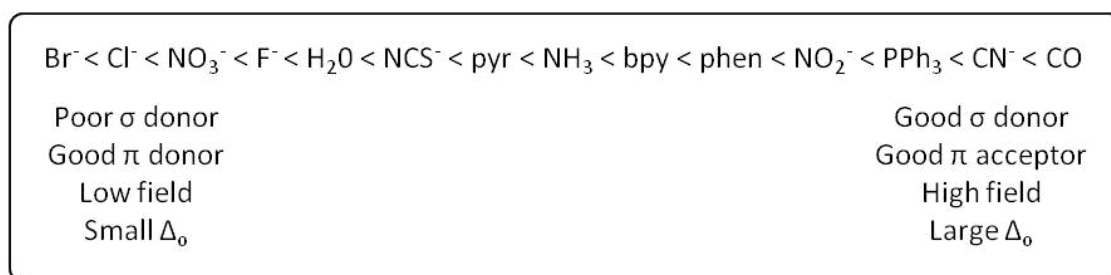 Br⁻ < Cl⁻ < NO₃⁻ < F⁻ < H₂0 < NCS⁻ < pyr < NH₃ < bpy < phen < NO₂⁻ < PPh₃ < CN⁻ < CO
Poor σ donor Good σ donor
Good π donor Good π acceptor
Low field High field
Small Δₒ Large Δₒ